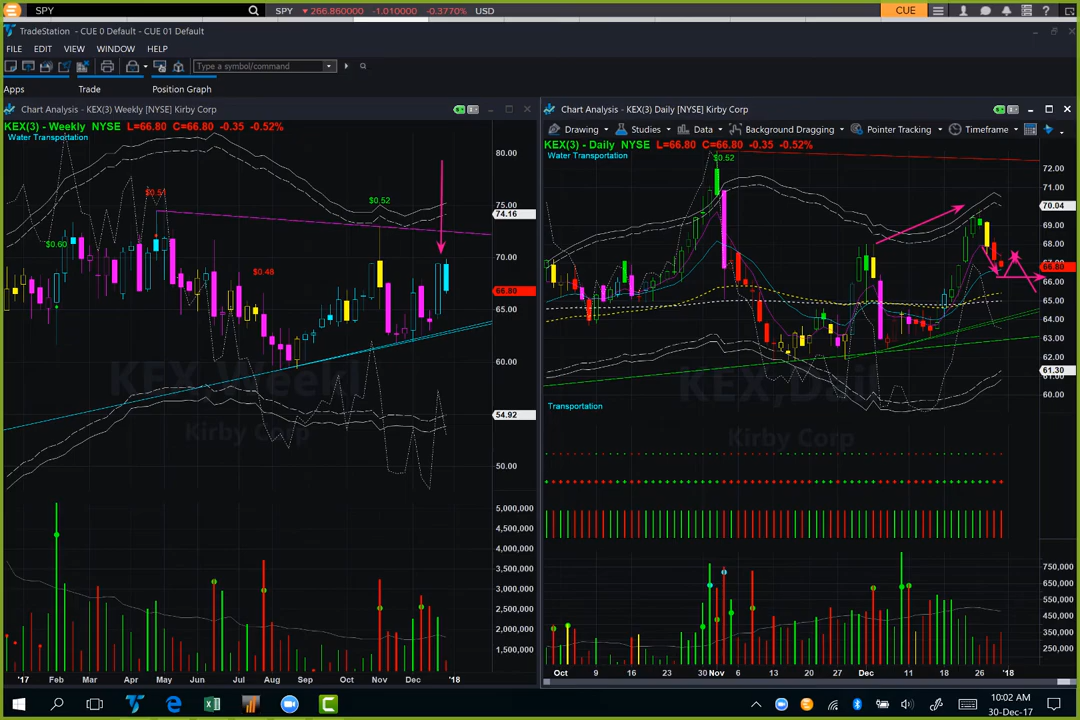 SPY
SPY ▼ 266.860000 -1.010000 -0.3770% USD
CUE
TradeStation - CUE 0 Default - CUE 01 Default
FILE EDIT VIEW WINDOW HELP
Type a symbol/command
Apps Trade Position Graph
Chart Analysis - KEX(3) Weekly [NYSE] Kirby Corp
KEX(3) - Weekly NYSE L=66.80 C=66.80 -0.35 -0.52%
Water Transportation
80.00
75.00
74.16
70.00
66.80
65.00
60.00
54.92
50.00
$0.60
$0.48
$0.52
KEX,Weekly
Kirby Corp
5,000,000
4,500,000
4,000,000
3,500,000
3,000,000
2,500,000
2,000,000
1,500,000
'17 Feb Mar Apr May Jun Jul Aug Sep Oct Nov Dec '18
Chart Analysis - KEX(3) Daily [NYSE] Kirby Corp
Drawing Studies Data Background Dragging Pointer Tracking Timeframe
KEX(3) - Daily NYSE L=66.80 C=66.80 -0.35 -0.52%
Water Transportation
$0.52
72.00
71.00
70.04
69.00
68.00
66.80
66.00
65.00
64.00
63.00
62.00
61.30
60.00
Kirby Corp
Transportation
750,000
650,000
550,000
450,000
350,000
250,000
Oct 9 16 23 Nov 6 13 20 27 Dec 11 18 26 '18
10:02 AM
30-Dec-17